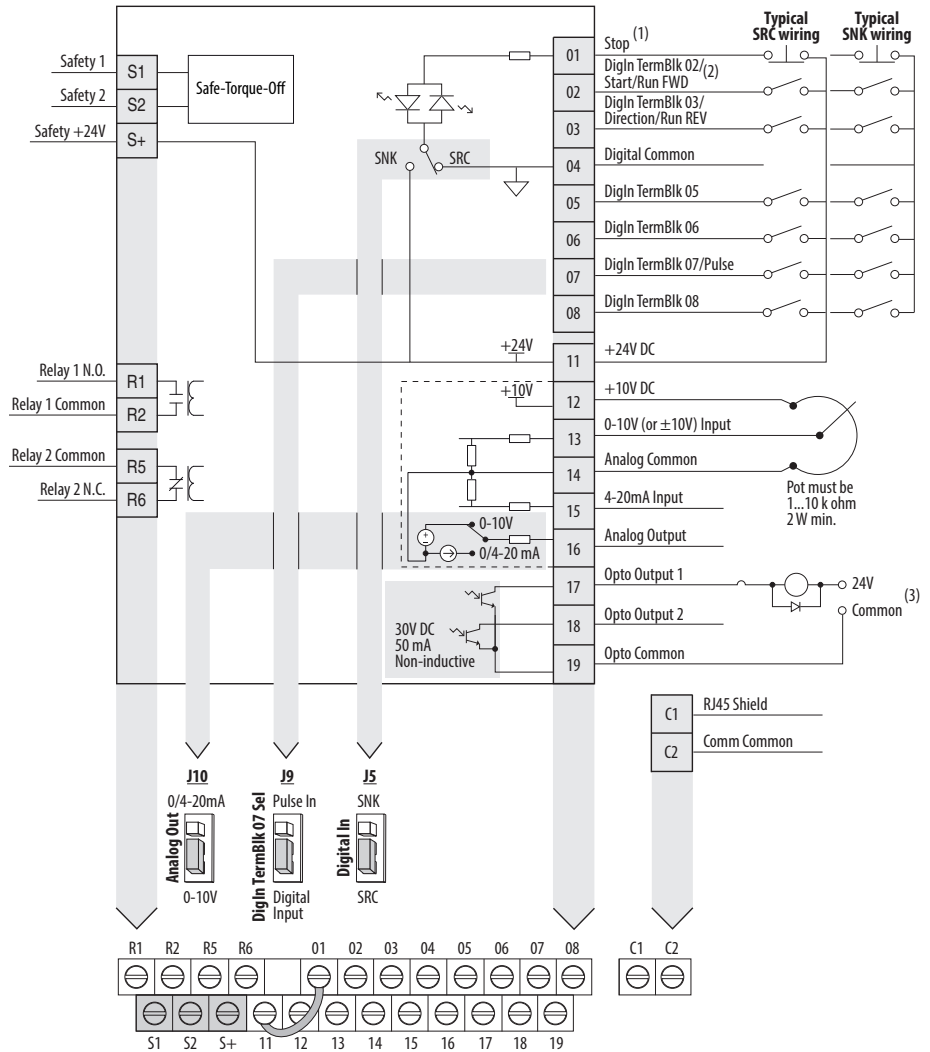 Typical
SRC wiring
Typical
SNK wiring
Safety 1
S1
Safety 2
S2
Safety +24V
S+
Safe-Torque-Off
SNK
SRC
01
Stop (1)
02
DigIn TermBlk 02/
Start/Run FWD (2)
03
DigIn TermBlk 03/
Direction/Run REV
04
Digital Common
05
DigIn TermBlk 05
06
DigIn TermBlk 06
07
DigIn TermBlk 07/Pulse
08
DigIn TermBlk 08
+24V
11
+24V DC
+10V
12
+10V DC
13
0-10V (or ±10V) Input
14
Analog Common
15
4-20mA Input
16
Analog Output
Pot must be
1...10 k ohm
2 W min.
Relay 1 N.O.
R1
Relay 1 Common
R2
Relay 2 Common
R5
Relay 2 N.C.
R6
0-10V
0/4-20 mA
+
-
17
Opto Output 1
18
Opto Output 2
19
Opto Common
24V
Common (3)
30V DC
50 mA
Non-inductive
C1
RJ45 Shield
C2
Comm Common
J10
0/4-20mA
Analog Out
0-10V
J9
Pulse In
DigIn TermBlk 07 Sel
Digital
Input
J5
SNK
Digital In
SRC
R1 R2 R5 R6 01 02 03 04 05 06 07 08 C1 C2
S1 S2 S+ 11 12 13 14 15 16 17 18 19